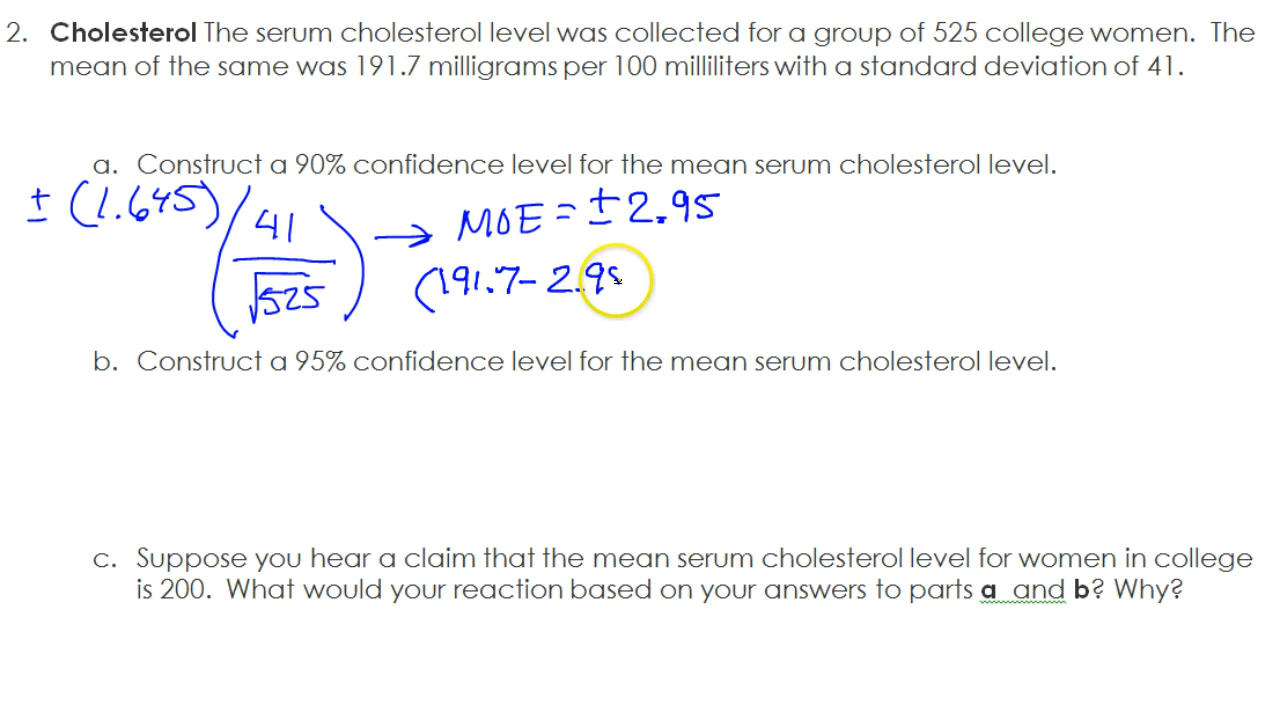 2. Cholesterol The serum cholesterol level was collected for a group of 525 college women. The
mean of the same was 191.7 milligrams per 100 milliliters with a standard deviation of 41.
a. Construct a 90% confidence level for the mean serum cholesterol level.
± (1.645) (41/√525) → MOE = ±2.95
(191.7- 2.95
b. Construct a 95% confidence level for the mean serum cholesterol level.
c. Suppose you hear a claim that the mean serum cholesterol level for women in college
is 200. What would your reaction based on your answers to parts a and b? Why?